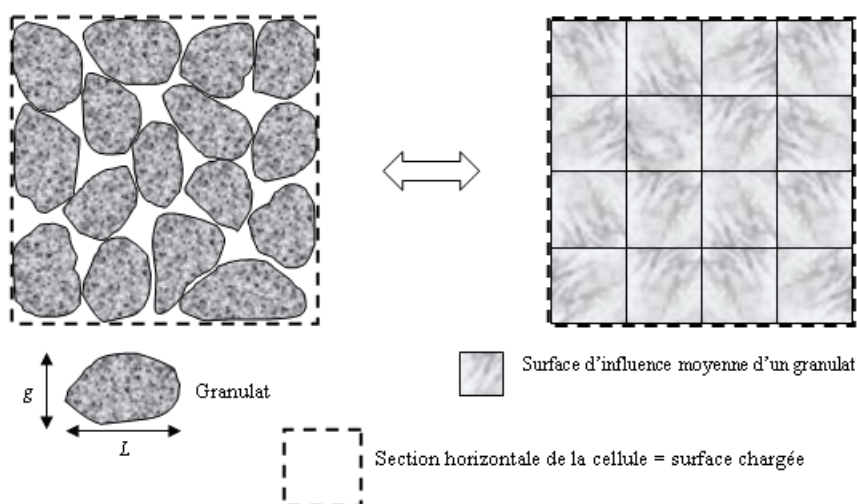 g
L
Granulat
Surface d'influence moyenne d'un granulat
Section horizontale de la cellule = surface chargée